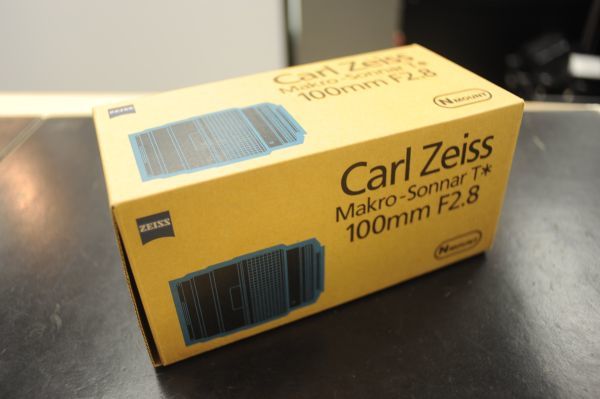 ZEISS
Carl Zeiss
Makro-Sonnar T*
100mm F2.8
N MOUNT
ZEISS
Carl Zeiss
Makro-Sonnar T*
100mm F2.8
N MOUNT